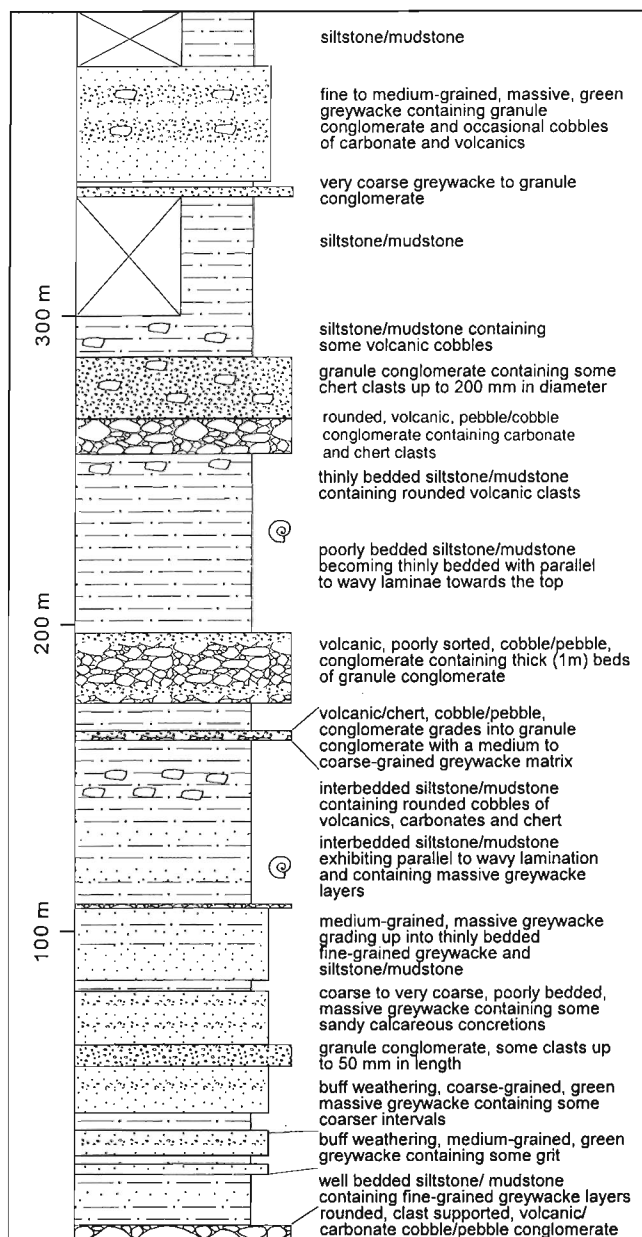 siltstone/mudstone
fine to medium-grained, massive, green
greywacke containing granule
conglomerate and occasional cobbles
of carbonate and volcanics
very coarse greywacke to granule
conglomerate
siltstone/mudstone
300 m
siltstone/mudstone containing
some volcanic cobbles
granule conglomerate containing some
chert clasts up to 200 mm in diameter
rounded, volcanic, pebble/cobble
conglomerate containing carbonate
and chert clasts
thinly bedded siltstone/mudstone
containing rounded volcanic clasts
poorly bedded siltstone/mudstone
becoming thinly bedded with parallel
to wavy laminae towards the top
200 m
volcanic, poorly sorted, cobble/pebble,
conglomerate containing thick (1m) beds
of granule conglomerate
volcanic/chert, cobble/pebble,
conglomerate grades into granule
conglomerate with a medium to
coarse-grained greywacke matrix
interbedded siltstone/mudstone
containing rounded cobbles of
volcanics, carbonates and chert
interbedded siltstone/mudstone
exhibiting parallel to wavy lamination
and containing massive greywacke
layers
100 m
medium-grained, massive greywacke
grading up into thinly bedded
fine-grained greywacke and
siltstone/mudstone
coarse to very coarse, poorly bedded,
massive greywacke containing some
sandy calcareous concretions
granule conglomerate, some clasts up
to 50 mm in length
buff weathering, coarse-grained, green
massive greywacke containing some
coarser intervals
buff weathering, medium-grained, green
greywacke containing some grit
well bedded siltstone/ mudstone
containing fine-grained greywacke layers
rounded, clast supported, volcanic/
carbonate cobble/pebble conglomerate